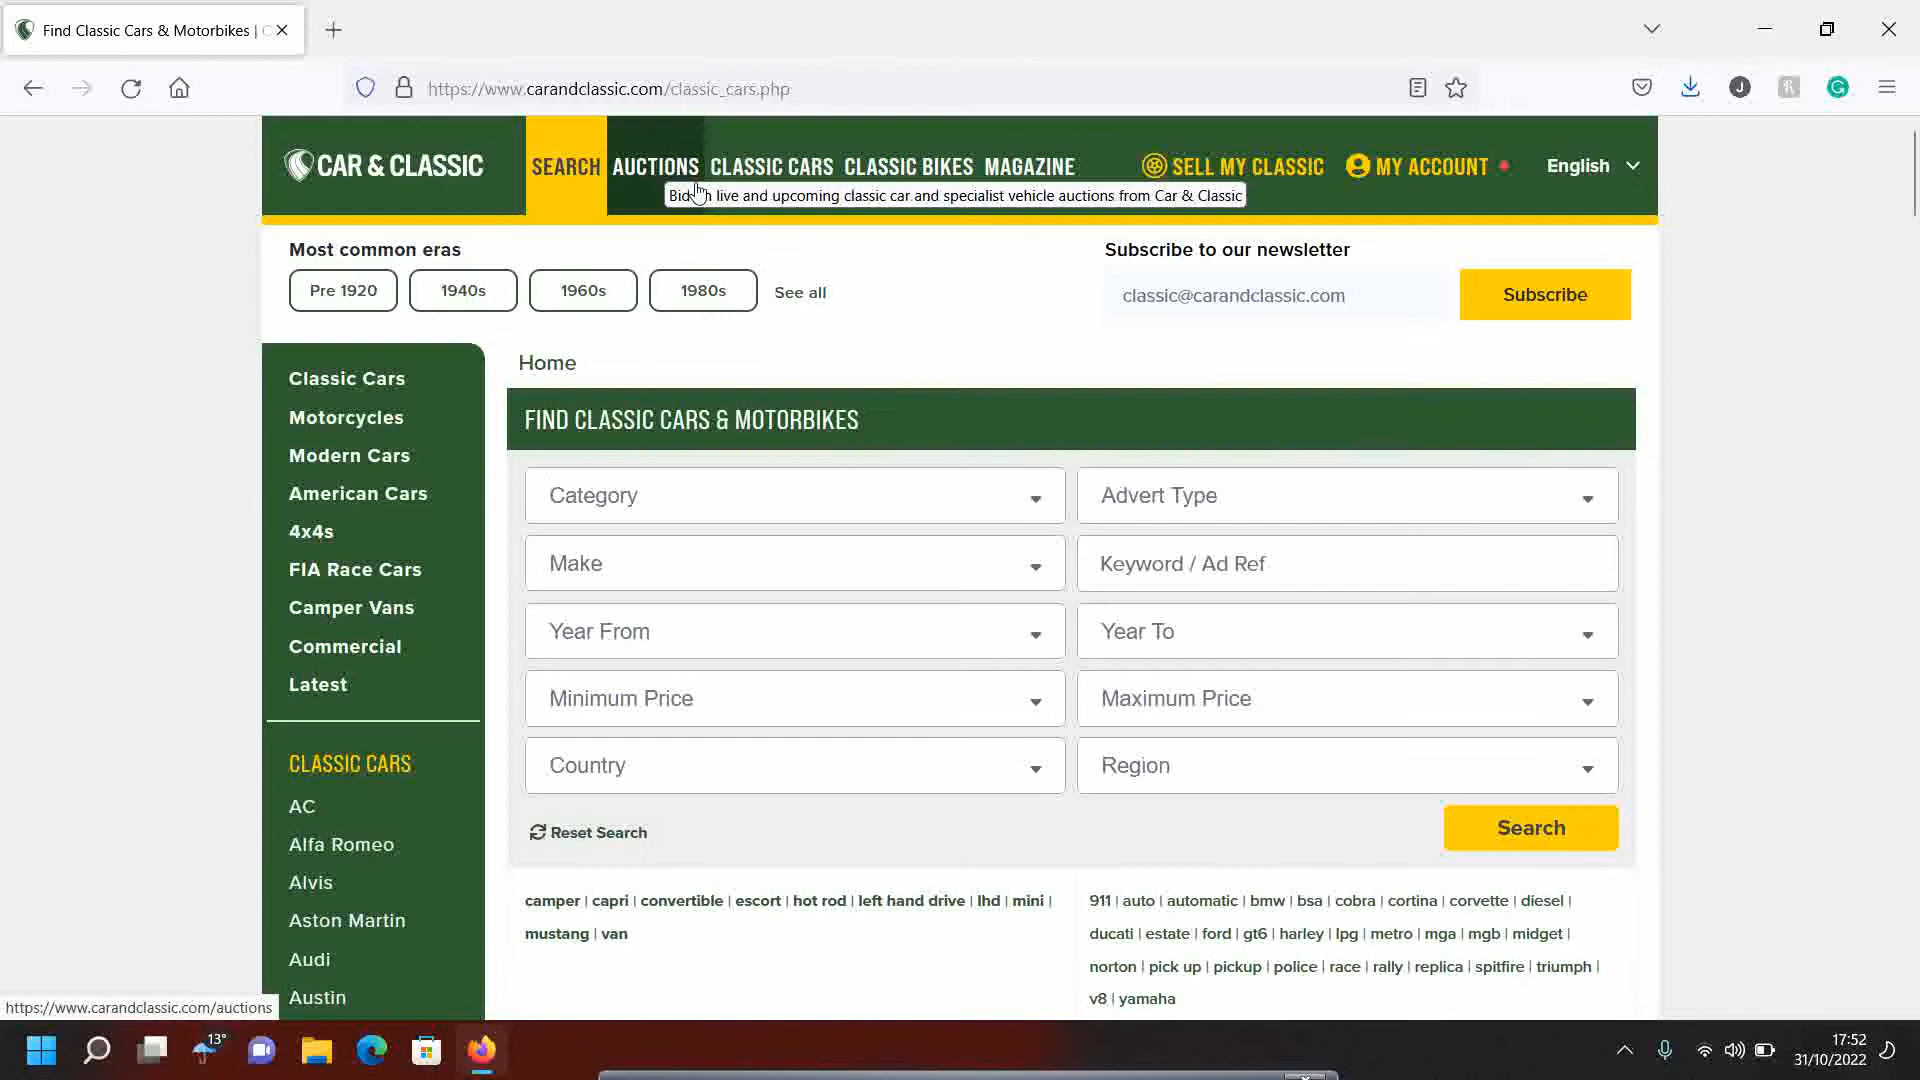 Find Classic Cars & Motorbikes |
https://www.carandclassic.com/classic_cars.php
CAR & CLASSIC
SEARCH AUCTIONS CLASSIC CARS CLASSIC BIKES MAGAZINE
SELL MY CLASSIC MY ACCOUNT English
Bid on live and upcoming classic car and specialist vehicle auctions from Car & Classic
Most common eras
Pre 1920 1940s 1960s 1980s See all
Subscribe to our newsletter
classic@carandclassic.com Subscribe
Classic Cars
Motorcycles
Modern Cars
American Cars
4x4s
FIA Race Cars
Camper Vans
Commercial
Latest
CLASSIC CARS
AC
Alfa Romeo
Alvis
Aston Martin
Audi
Austin
Home
FIND CLASSIC CARS & MOTORBIKES
Category Advert Type
Make Keyword / Ad Ref
Year From Year To
Minimum Price Maximum Price
Country Region
Reset Search Search
camper | capri | convertible | escort | hot rod | left hand drive | lhd | mini |
mustang | van
911 | auto | automatic | bmw | bsa | cobra | cortina | corvette | diesel |
ducati | estate | ford | gt6 | harley | lpg | metro | mga | mgb | midget |
norton | pick up | pickup | police | race | rally | replica | spitfire | triumph |
v8 | yamaha
https://www.carandclassic.com/auctions
13°
17:52
31/10/2022